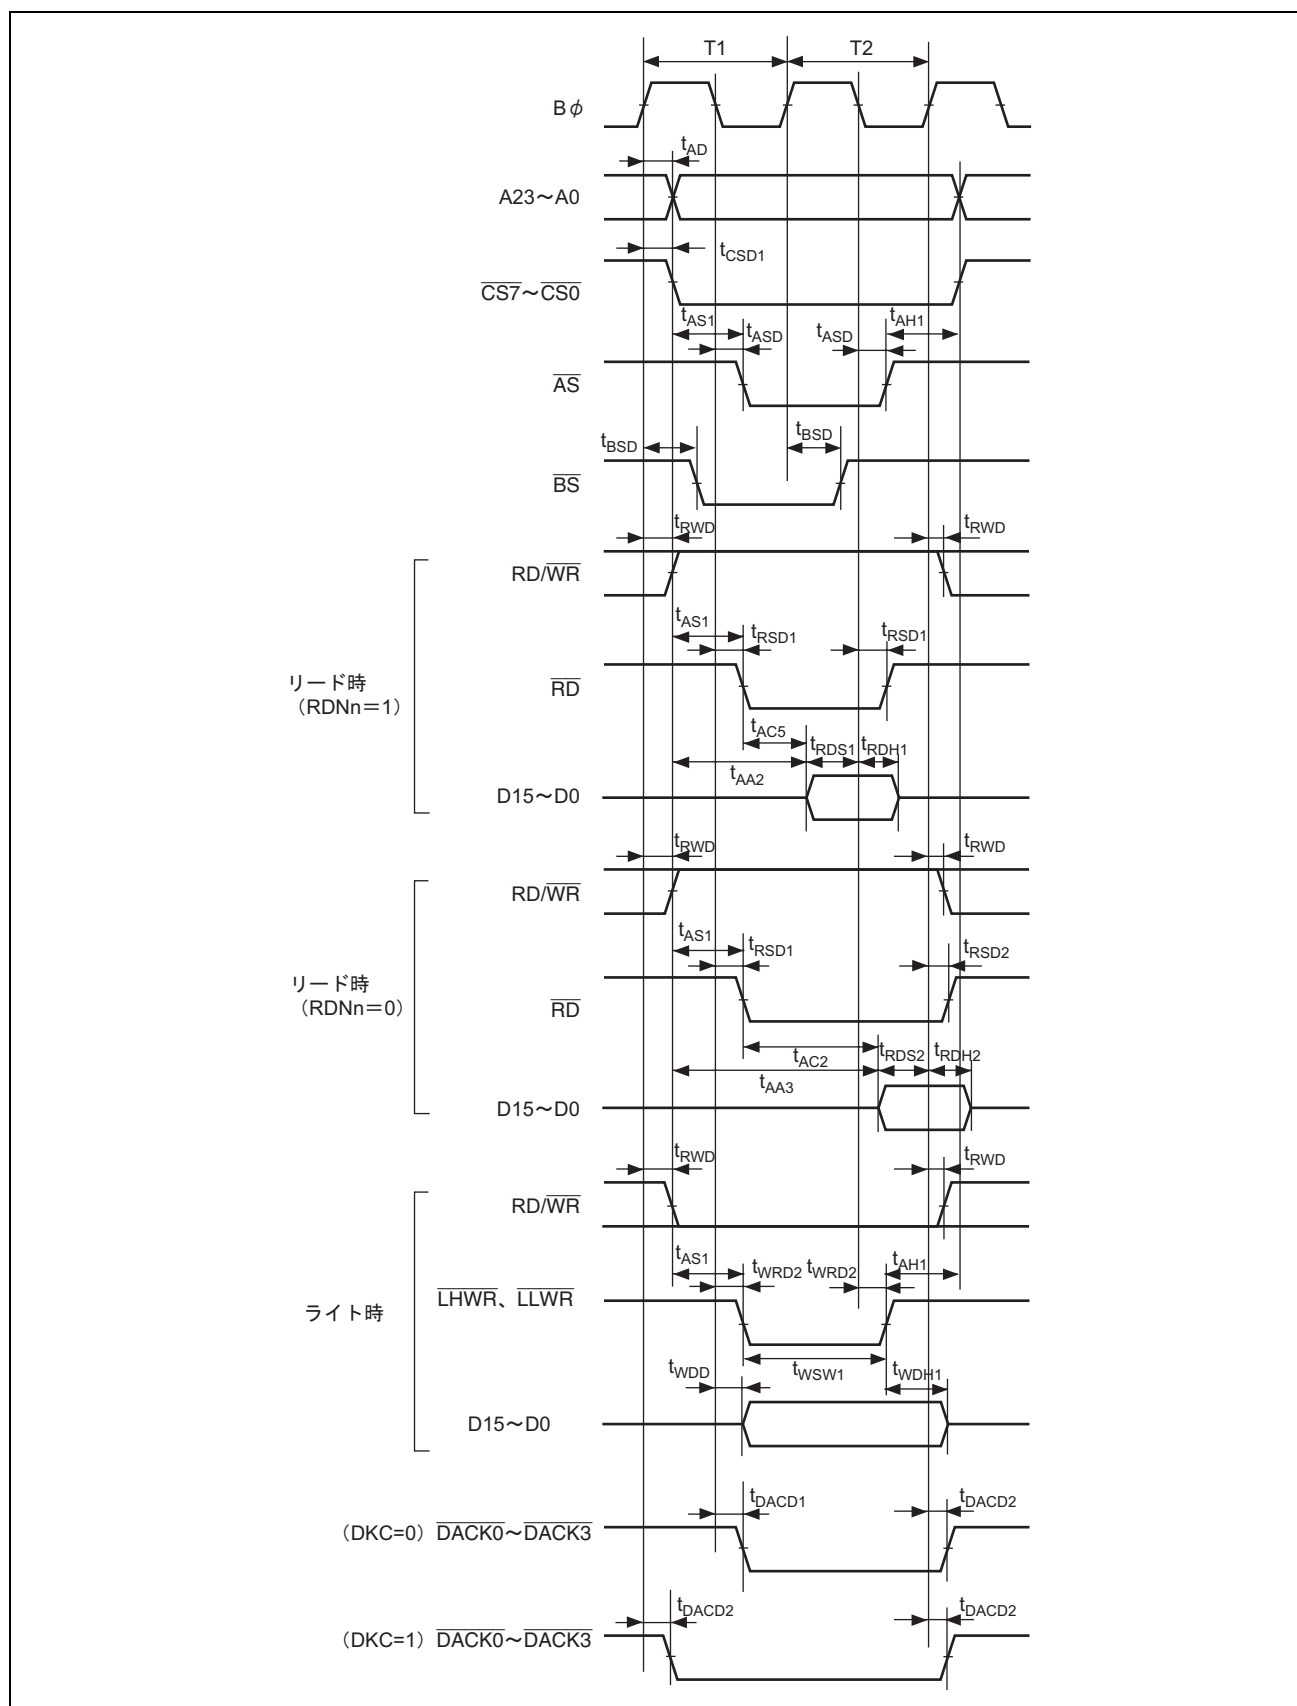 T1 T2
Bφ
tAD
A23～A0
tCSD1
CS7～CS0
tAS1 tASD tASD tAH1
AS
tBSD tBSD
BS
tRWD tRWD
RD/WR
tAS1 tRSD1 tRSD1
リード時
（RDNn＝1）
RD
tAC5 tRDS1 tRDH1
tAA2
D15～D0
tRWD tRWD
RD/WR
tAS1 tRSD1 tRSD2
リード時
（RDNn＝0）
RD
tAC2 tRDS2 tRDH2
tAA3
D15～D0
tRWD tRWD
RD/WR
tAS1 tWRD2 tWRD2 tAH1
LHWR、LLWR
ライト時
tWDD tWSW1 tWDH1
D15～D0
tDACD1 tDACD2
（DKC=0）DACK0～DACK3
tDACD2 tDACD2
（DKC=1）DACK0～DACK3